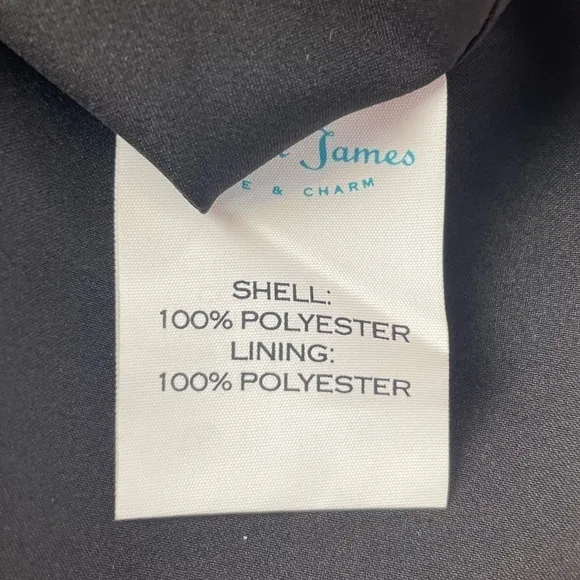 James
& CHARM
SHELL:
100% POLYESTER
LINING:
100% POLYESTER